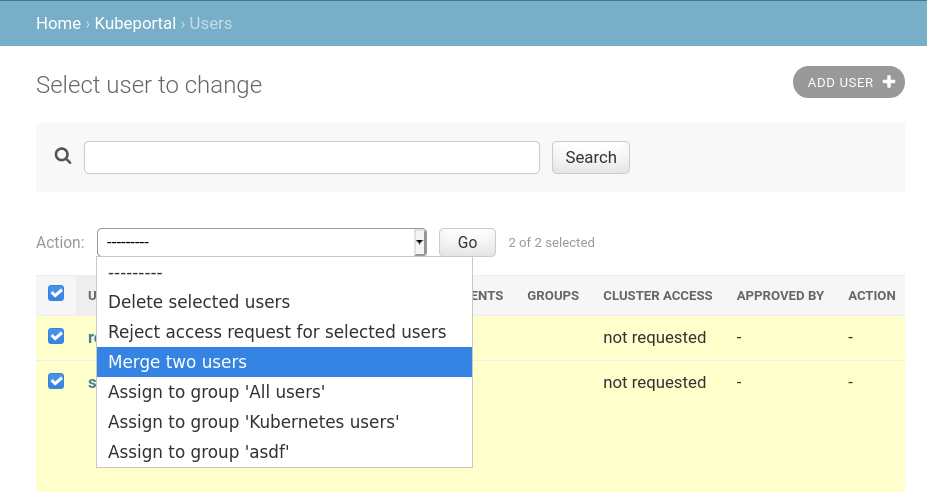 Home › Kubeportal › Users
Select user to change
ADD USER
Search
Action: --------- Go 2 of 2 selected
---------
Delete selected users
Reject access request for selected users
Merge two users
Assign to group 'All users'
Assign to group 'Kubernetes users'
Assign to group 'asdf'
GROUPS CLUSTER ACCESS APPROVED BY ACTION
not requested - -
not requested - -